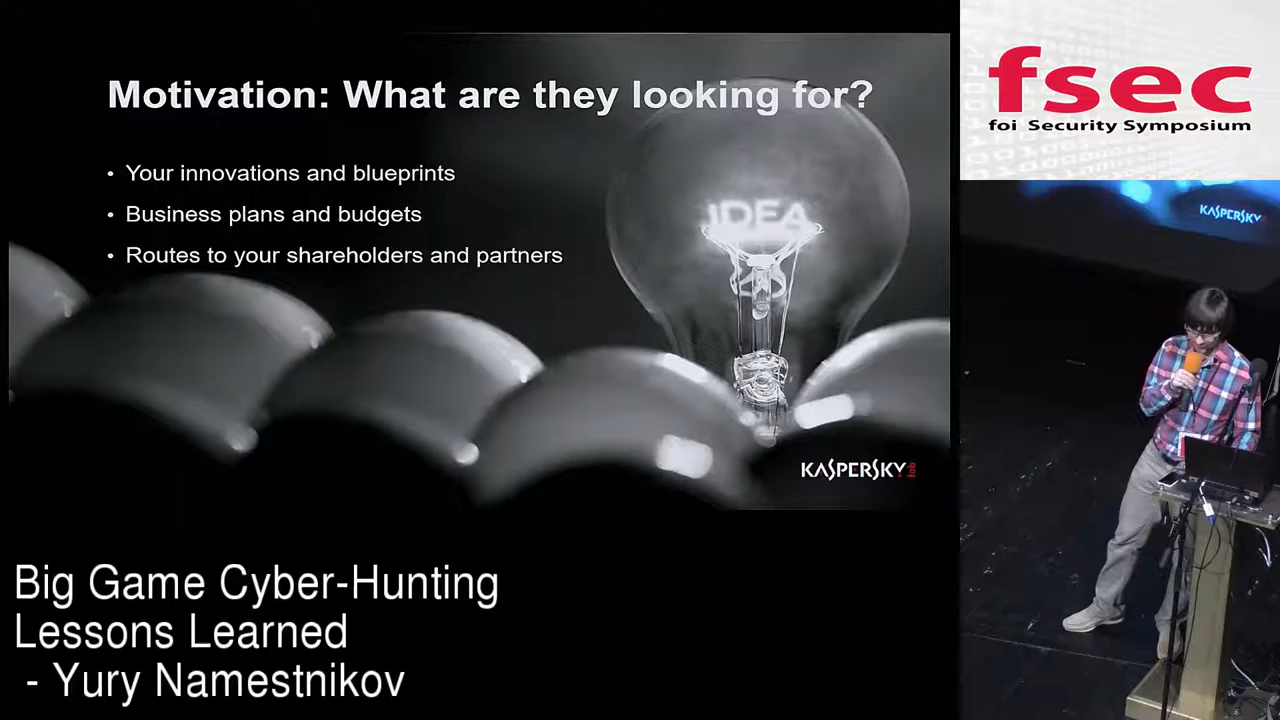 Motivation: What are they looking for?
• Your innovations and blueprints
• Business plans and budgets
• Routes to your shareholders and partners
IDEA
KASPERSKY lab
fsec
foi Security Symposium
KASPERSKY
Big Game Cyber-Hunting
Lessons Learned
- Yury Namestnikov